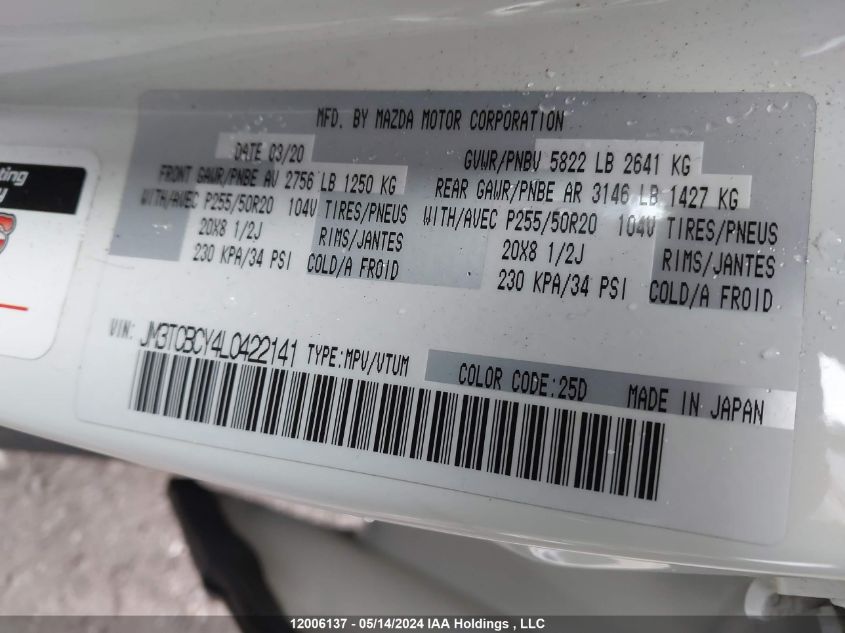 MFD. BY MAZDA MOTOR CORPORATION
DATE 03/20
GVWR/PNBV 5822 LB 2641 KG
FRONT GAWR/PNBE AV 2756 LB 1250 KG
WITH/AVEC P255/50R20 104V TIRES/PNEUS
20X8 1/2J RIMS/JANTES
230 KPA/34 PSI COLD/A FROID
REAR GAWR/PNBE AR 3146 LB 1427 KG
WITH/AVEC P255/50R20 104V TIRES/PNEUS
20X8 1/2J RIMS/JANTES
230 KPA/34 PSI COLD/A FROID
VIN: JM3TCBCY4L0422141 TYPE:MPV/VTUM
COLOR CODE:25D MADE IN JAPAN
12006137 - 05/14/2024 IAA Holdings , LLC